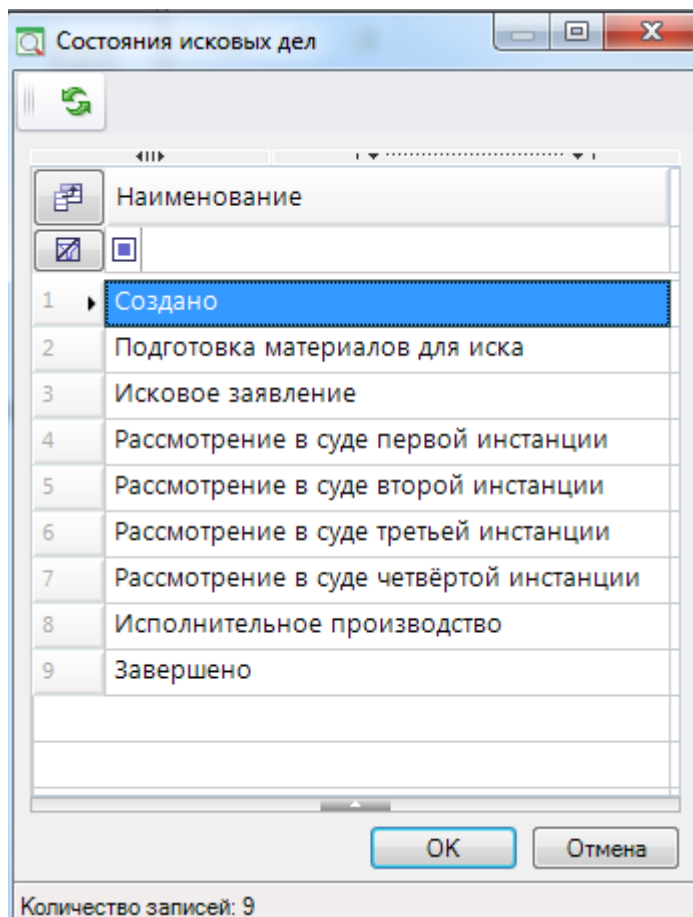 Состояния исковых дел
Наименование
1 Создано
2 Подготовка материалов для иска
3 Исковое заявление
4 Рассмотрение в суде первой инстанции
5 Рассмотрение в суде второй инстанции
6 Рассмотрение в суде третьей инстанции
7 Рассмотрение в суде четвёртой инстанции
8 Исполнительное производство
9 Завершено
OK Отмена
Количество записей: 9